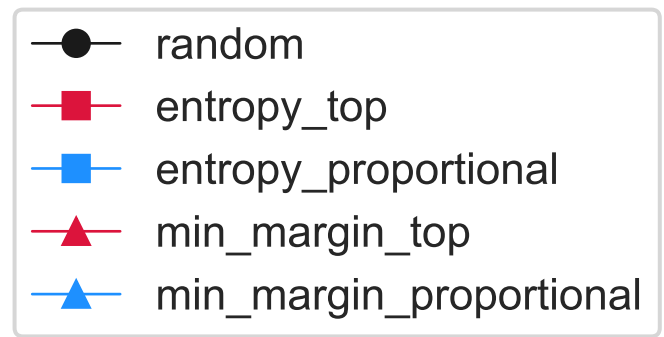 random
entropy_top
entropy_proportional
min_margin_top
min_margin_proportional